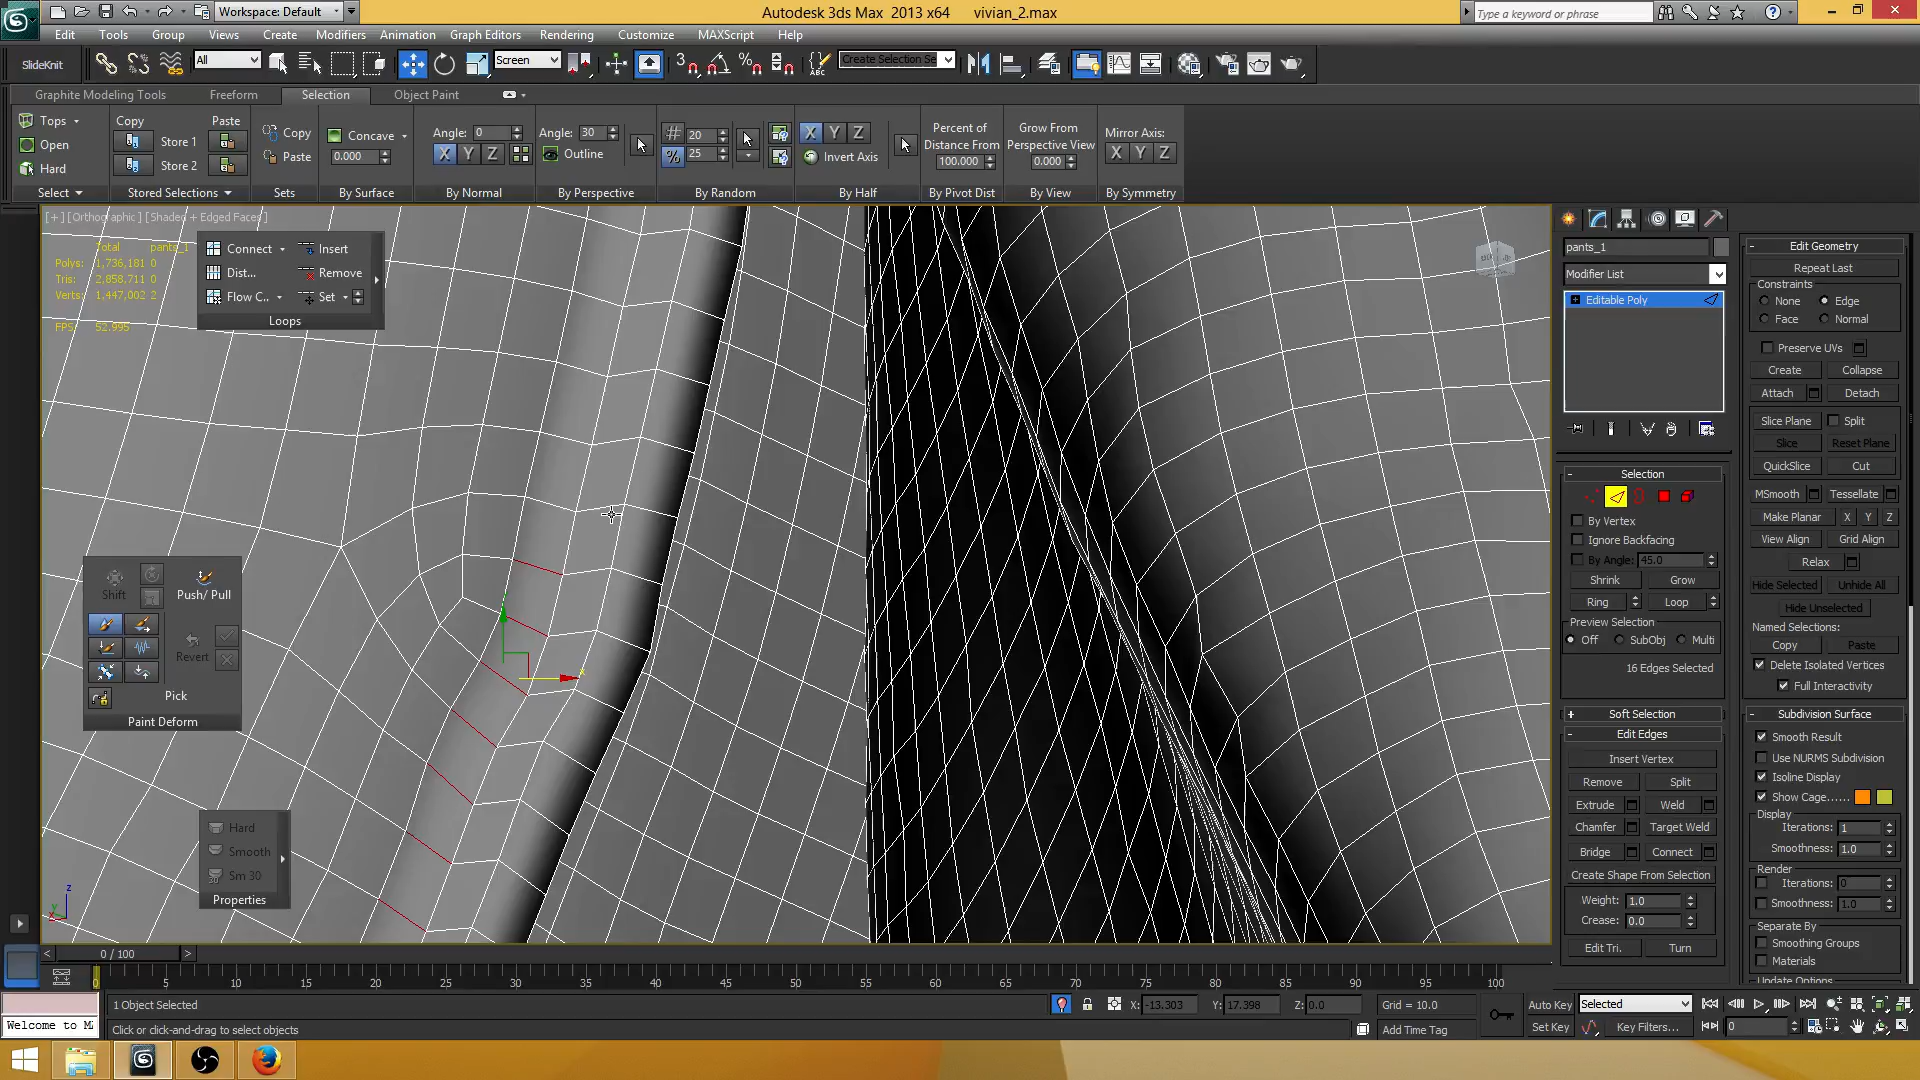 Workspace: Default
Autodesk 3ds Max 2013 x64 vivian_2.max
Type a keyword or phrase
Edit Tools Group Views Create Modifiers Animation Graph Editors Rendering Customize MAXScript Help
SlideKnit All Screen 3 ABC Create Selection Se
Graphite Modeling Tools Freeform Selection Object Paint
Tops Copy Paste Copy Concave Angle: 0 Angle: 30 20 X Y Z Percent of Grow From Mirror Axis:
Open Store 1 Distance From Perspective View
Hard Store 2 Paste 0.000 X Y Z Outline % 25 Invert Axis 100.000 0.000 X Y Z
Select Stored Selections Sets By Surface By Normal By Perspective By Random By Half By Pivot Dist By View By Symmetry
[+] [Orthographic] [Shaded + Edged Faces]
Total pants_1
Polys: 1,736,181 0
Tris: 2,858,711 0
Verts: 1,447,002 2
FPS: 52.995
Connect Insert
Dist... Remove
Flow C... Set
Loops
Shift Push/ Pull
Revert
Pick
Paint Deform
Hard
Smooth
Sm 30
Properties
x
z
y
x
pants_1
Modifier List
Editable Poly
Selection
By Vertex
Ignore Backfacing
By Angle: 45.0
Shrink Grow
Ring Loop
Preview Selection
Off SubObj Multi
16 Edges Selected
Soft Selection
Edit Edges
Insert Vertex
Remove Split
Extrude Weld
Chamfer Target Weld
Bridge Connect
Create Shape From Selection
Weight: 1.0
Crease: 0.0
Edit Tri. Turn
Edit Geometry
Repeat Last
Constraints
None Edge
Face Normal
Preserve UVs
Create Collapse
Attach Detach
Slice Plane Split
Slice Reset Plane
QuickSlice Cut
MSmooth Tessellate
Make Planar X Y Z
View Align Grid Align
Relax
Hide Selected Unhide All
Hide Unselected
Named Selections:
Copy Paste
Delete Isolated Vertices
Full Interactivity
Subdivision Surface
Smooth Result
Use NURMS Subdivision
Isoline Display
Show Cage......
Display
Iterations: 1
Smoothness: 1.0
Render
Iterations: 0
Smoothness: 1.0
Separate By
Smoothing Groups
Materials
Update Options
< 0 / 100 >
0 5 10 15 20 25 30 35 40 45 50 55 60 65 70 75 80 85 90 95 100
1 Object Selected X: -13.303 Y: 17.398 Z: 0.0 Grid = 10.0 Auto Key Selected
Welcome to M Click or click-and-drag to select objects Add Time Tag Set Key Key Filters... 0